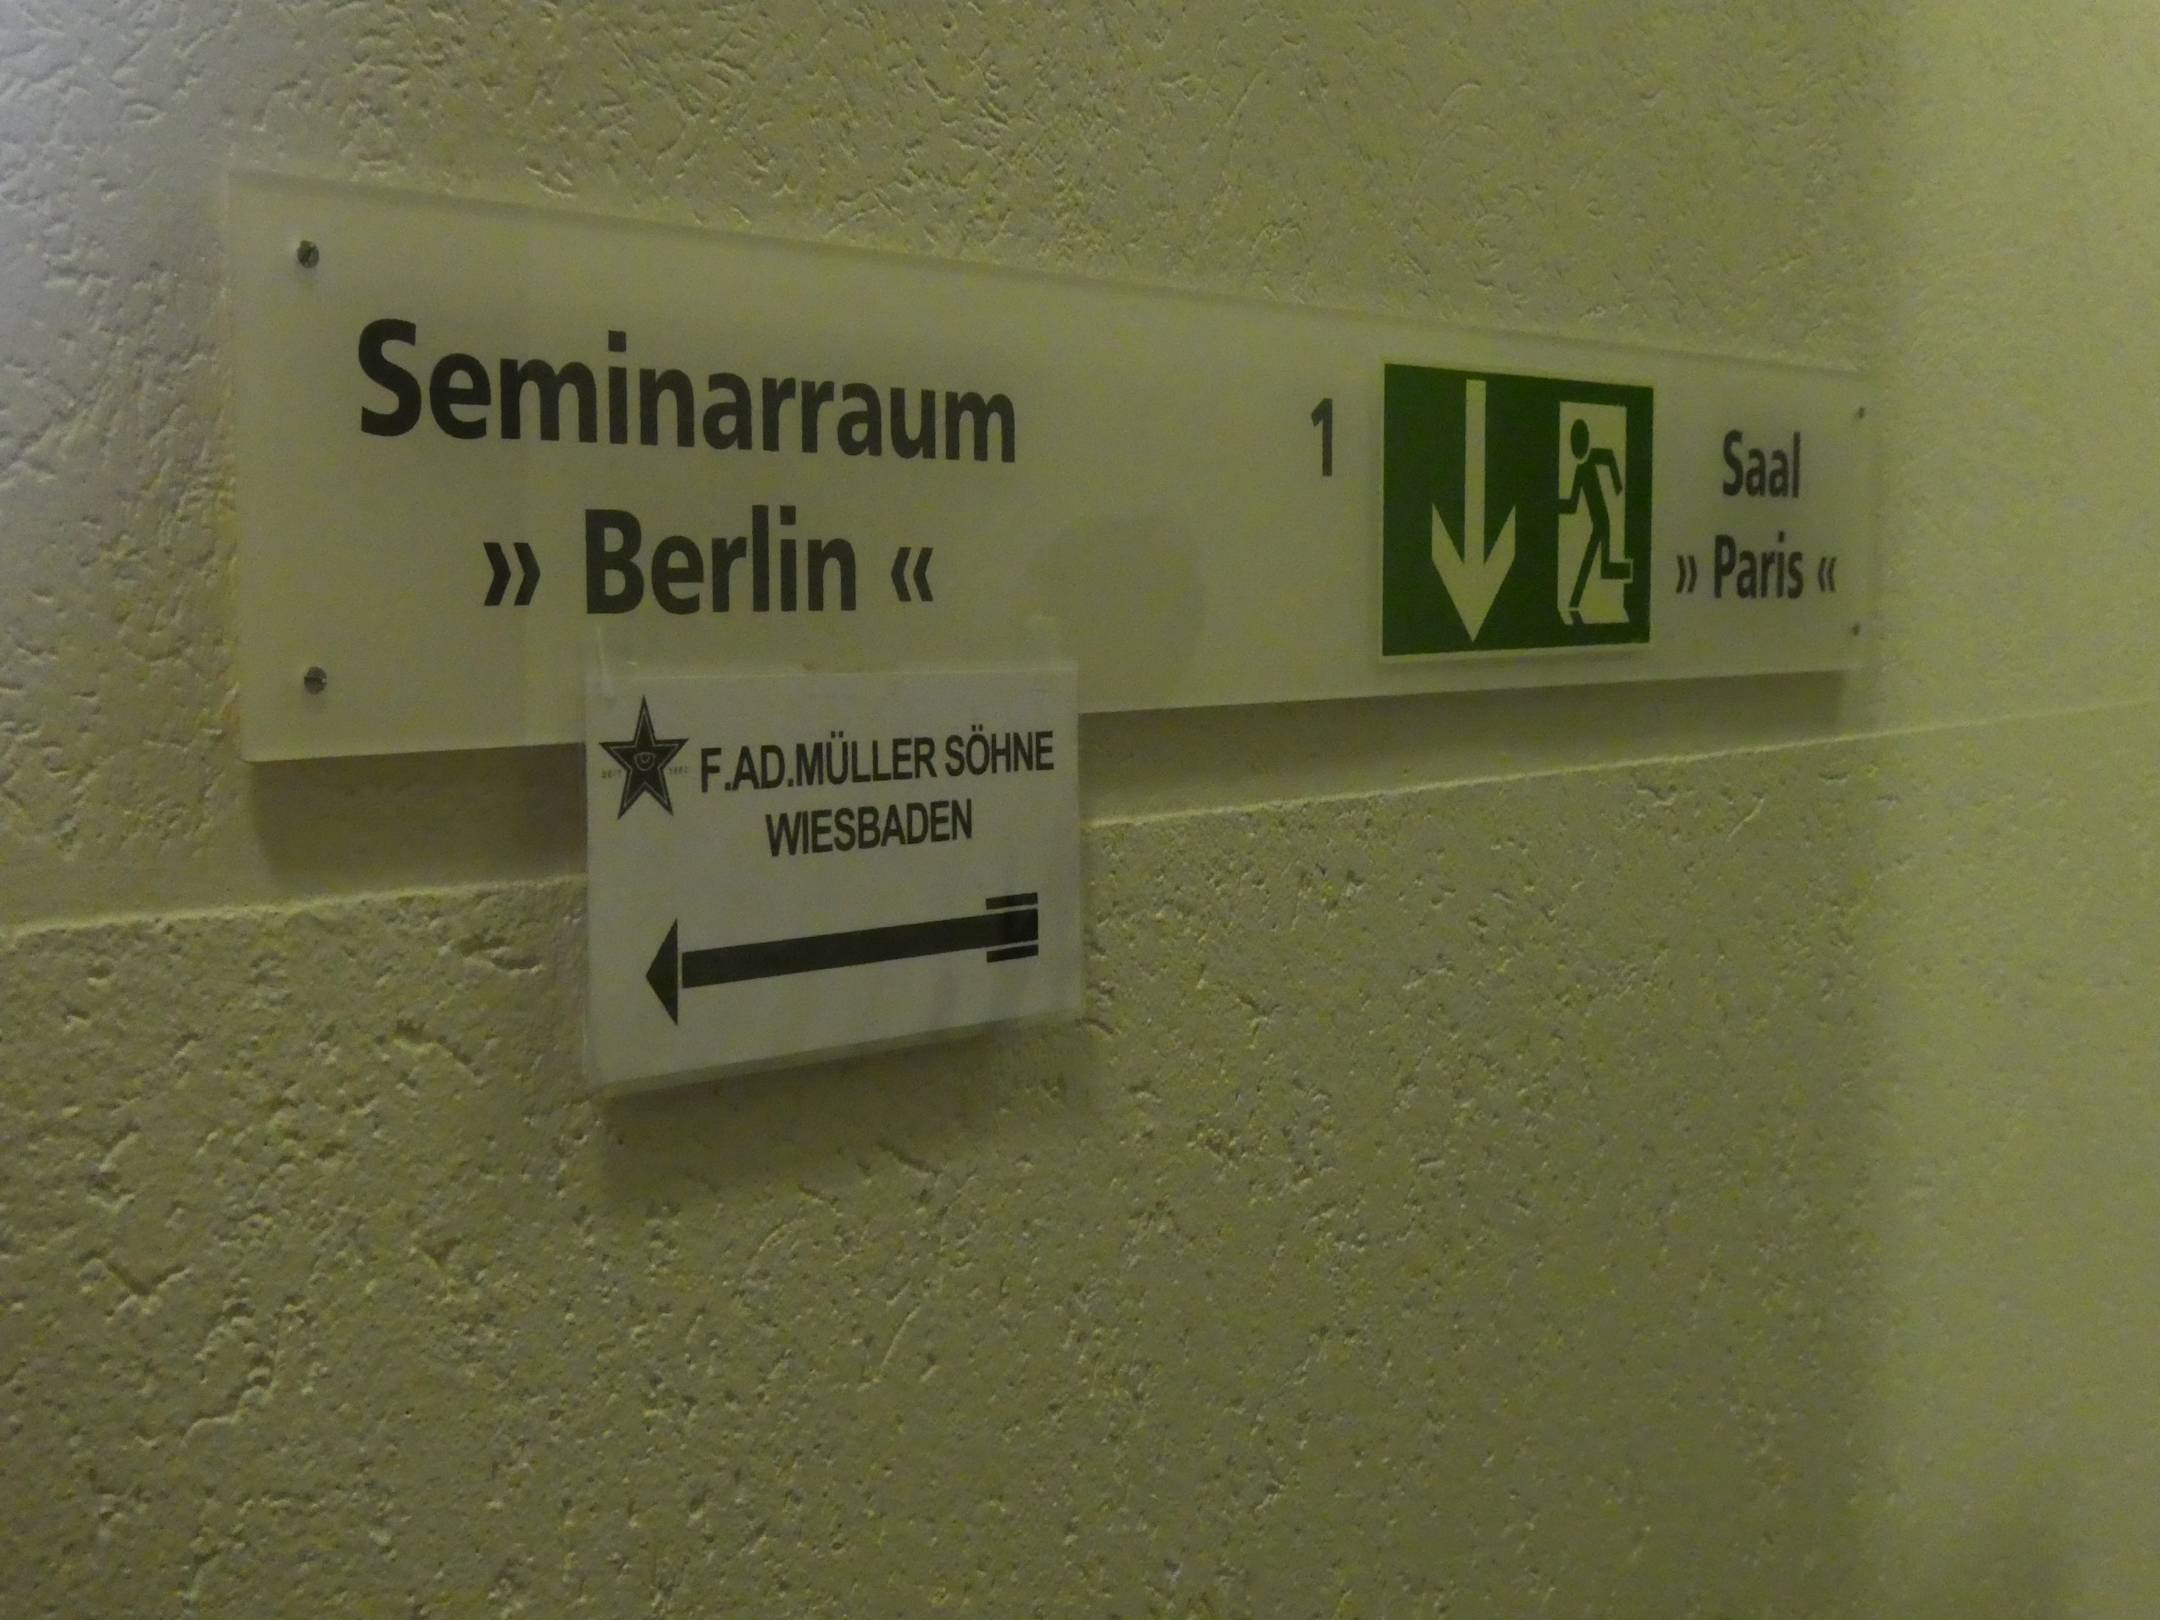 Seminarraum
» Berlin «
1
Saal
» Paris «
F.AD.MÜLLER SÖHNE
WIESBADEN